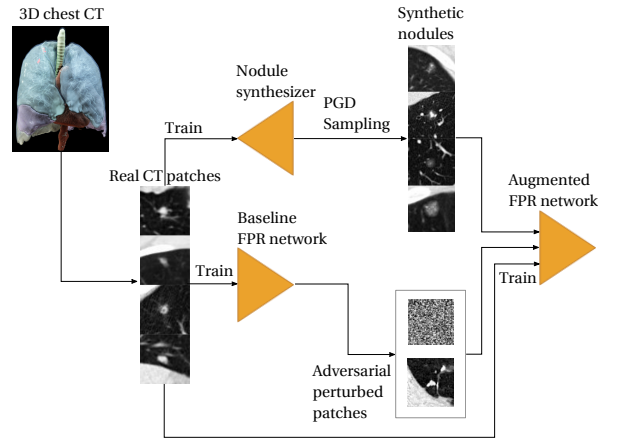 3D chest CT
Synthetic
nodules
Nodule
synthesizer
PGD
Sampling
Train
Real CT patches
Augmented
FPR network
Baseline
FPR network
Train
Train
Adversarial
perturbed
patches